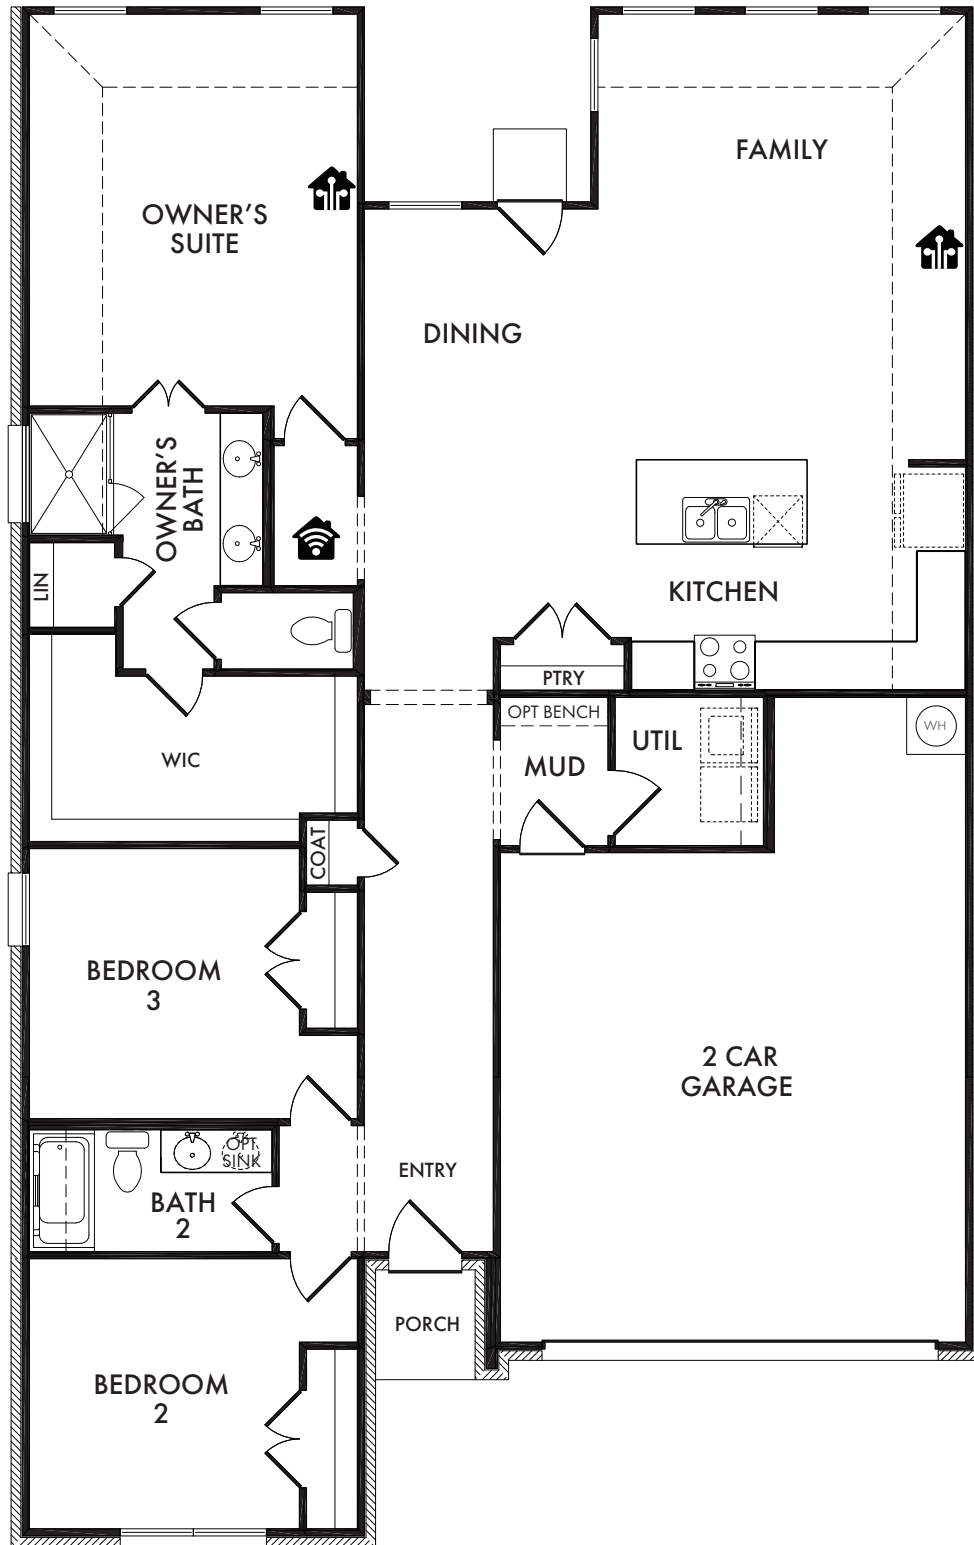 FAMILY
OWNER'S
SUITE
DINING
OWNER'S
BATH
LIN
KITCHEN
PTRY
OPT BENCH
MUD
UTIL
WH
WIC
COAT
BEDROOM
3
2 CAR
GARAGE
OPT
SINK
BATH
2
ENTRY
PORCH
BEDROOM
2